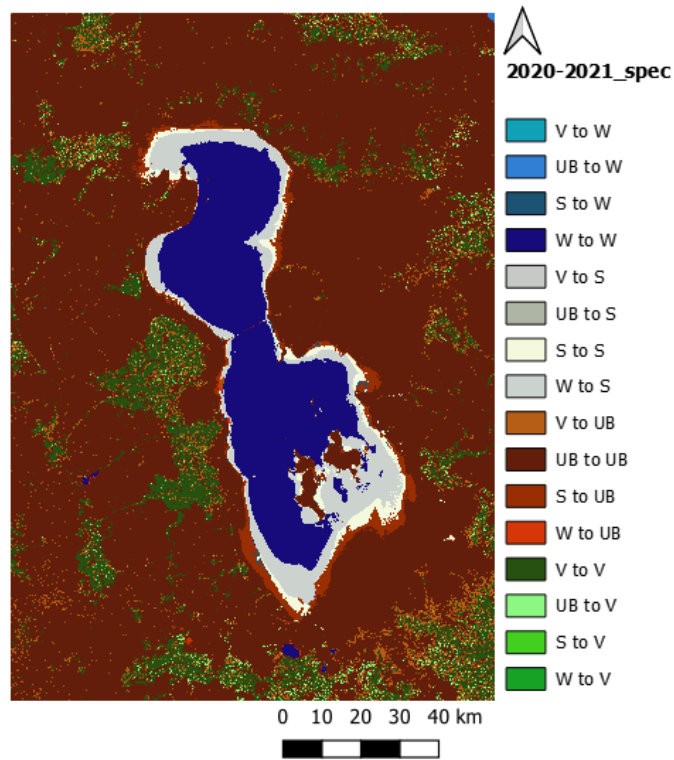 2020-2021_spec
V to W
UB to W
S to W
W to W
V to S
UB to S
S to S
W to S
V to UB
UB to UB
S to UB
W to UB
V to V
UB to V
S to V
W to V
0 10 20 30 40 km